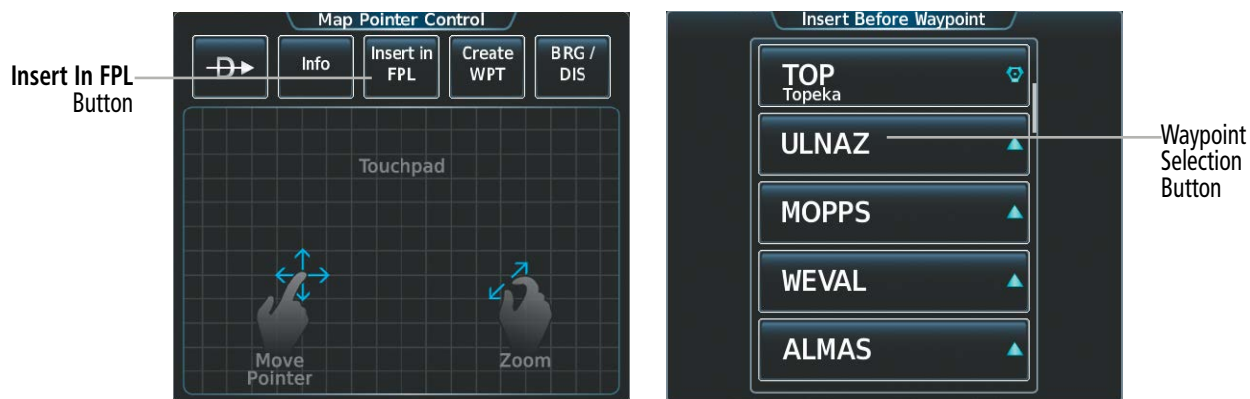 Map Pointer Control
Info
Insert in
FPL
Create
WPT
BRG /
DIS
Insert In FPL
Button
Touchpad
Move
Pointer
Zoom
Insert Before Waypoint
TOP
Topeka
ULNAZ
MOPPS
WEVAL
ALMAS
Waypoint
Selection
Button